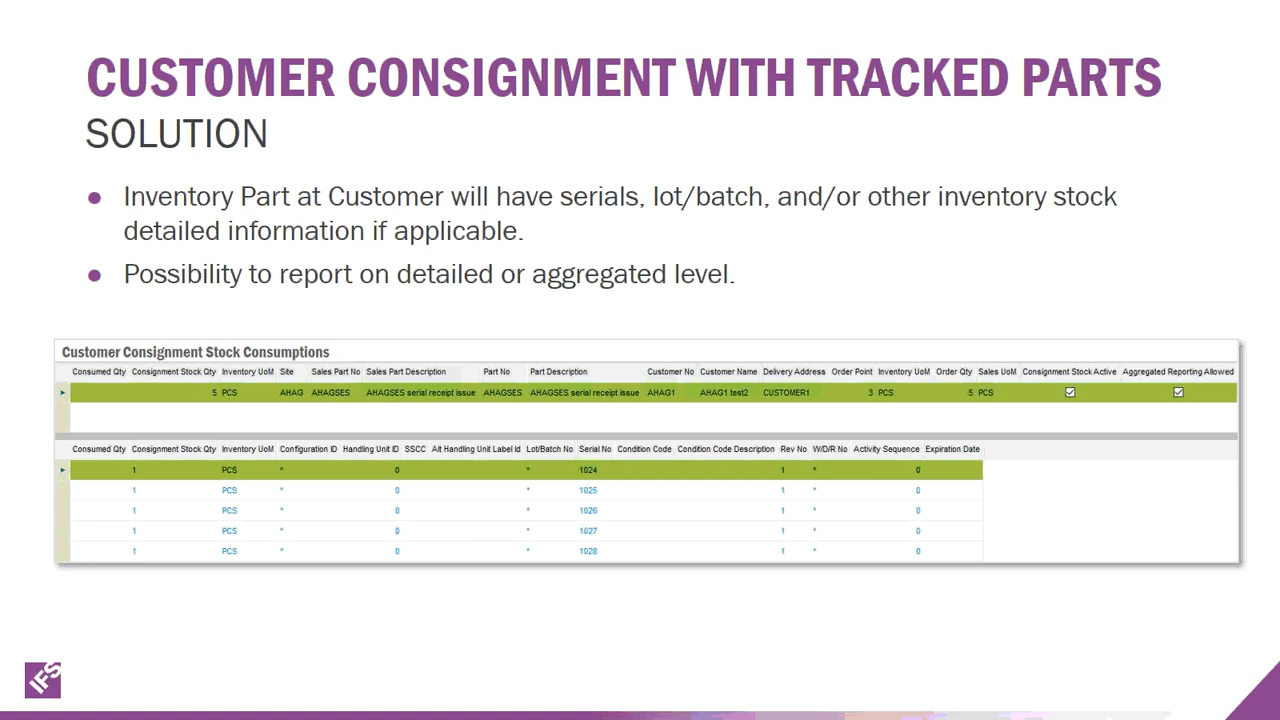 CUSTOMER CONSIGNMENT WITH TRACKED PARTS
SOLUTION
● Inventory Part at Customer will have serials, lot/batch, and/or other inventory stock
detailed information if applicable.
● Possibility to report on detailed or aggregated level.
Customer Consignment Stock Consumptions
Consumed Qty Consignment Stock Qty Inventory UoM Site Sales Part No Sales Part Description Part No Part Description Customer No Customer Name Delivery Address Order Point Inventory UoM Order Qty Sales UoM Consignment Stock Active Aggregated Reporting Allowed
5 PCS AHAG AHAGSES AHAGSES serial receipt issue AHAGSES AHAGSES serial receipt issue AHAG1 AHAG1 test2 CUSTOMER1 3 PCS 5 PCS
Consumed Qty Consignment Stock Qty Inventory UoM Configuration ID Handling Unit ID SSCC Alt Handling Unit Label Id Lot/Batch No Serial No Condition Code Condition Code Description Rev No W/D/R No Activity Sequence Expiration Date
1 PCS * 0 * 1024 1 * 0
1 PCS * 0 * 1025 1 * 0
1 PCS * 0 * 1026 1 * 0
1 PCS * 0 * 1027 1 * 0
1 PCS * 0 * 1028 1 * 0
IFS